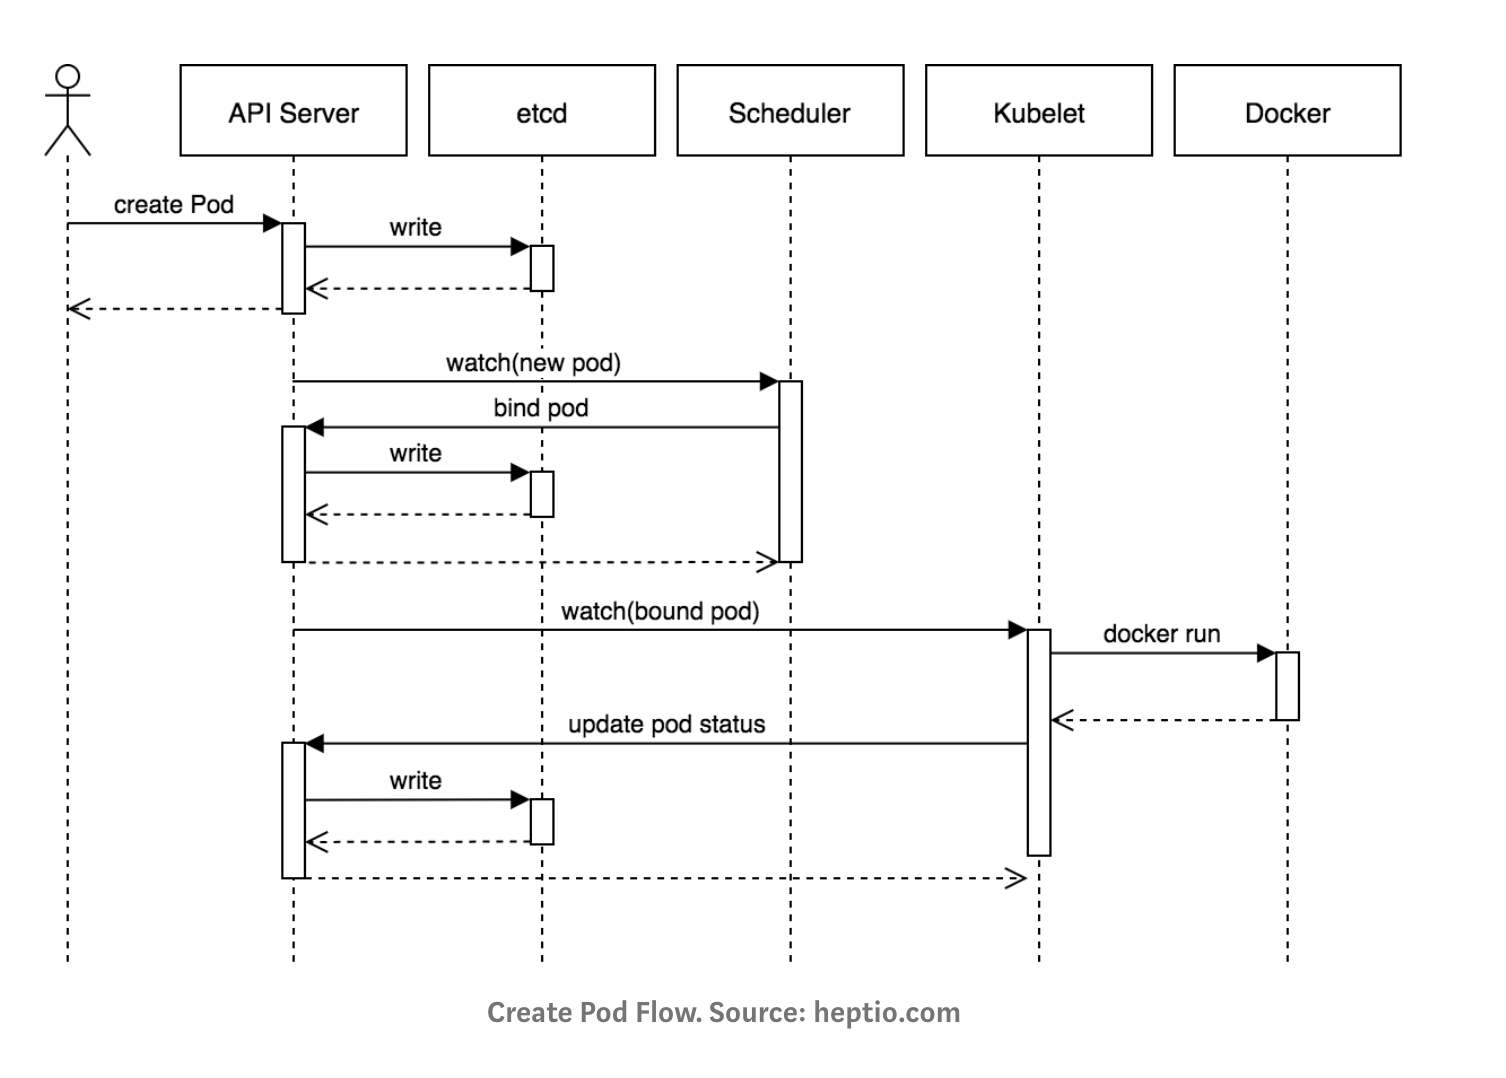 API Server
etcd
Scheduler
Kubelet
Docker
create Pod
write
watch(new pod)
bind pod
write
watch(bound pod)
docker run
update pod status
write
Create Pod Flow. Source: heptio.com